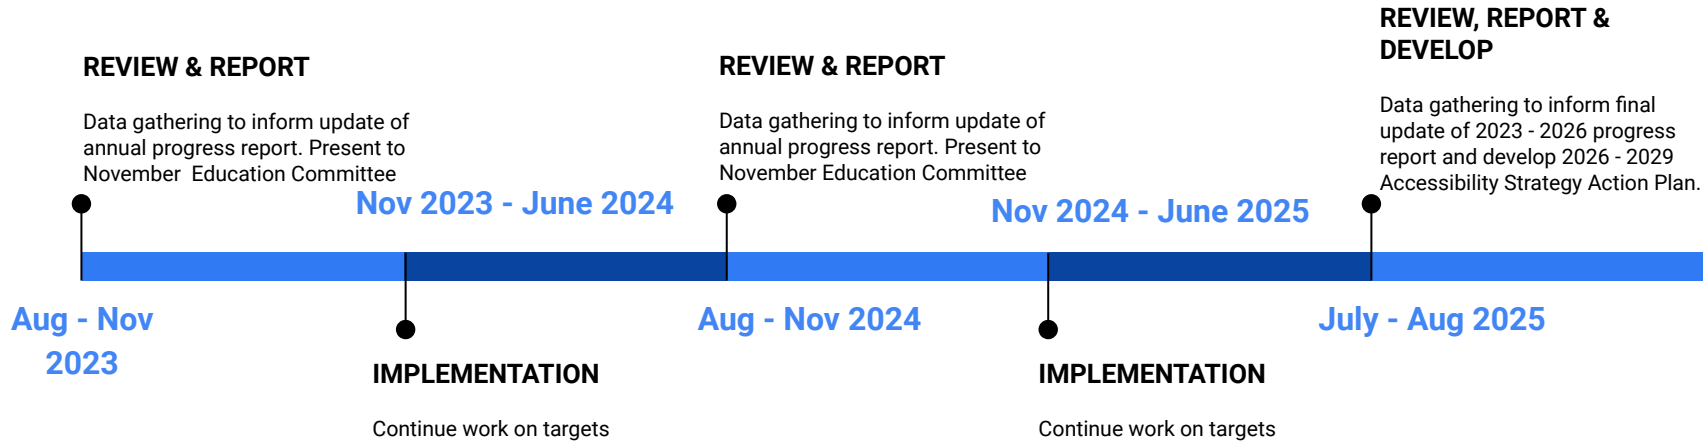 REVIEW & REPORT
Data gathering to inform update of
annual progress report. Present to
November  Education Committee
Aug - Nov
2023
Nov 2023 - June 2024
IMPLEMENTATION
Continue work on targets
REVIEW & REPORT
Data gathering to inform update of
annual progress report. Present to
November Education Committee
Aug - Nov 2024
Nov 2024 - June 2025
IMPLEMENTATION
Continue work on targets
REVIEW, REPORT &
DEVELOP
Data gathering to inform final
update of 2023 - 2026 progress
report and develop 2026 - 2029
Accessibility Strategy Action Plan.
July - Aug 2025